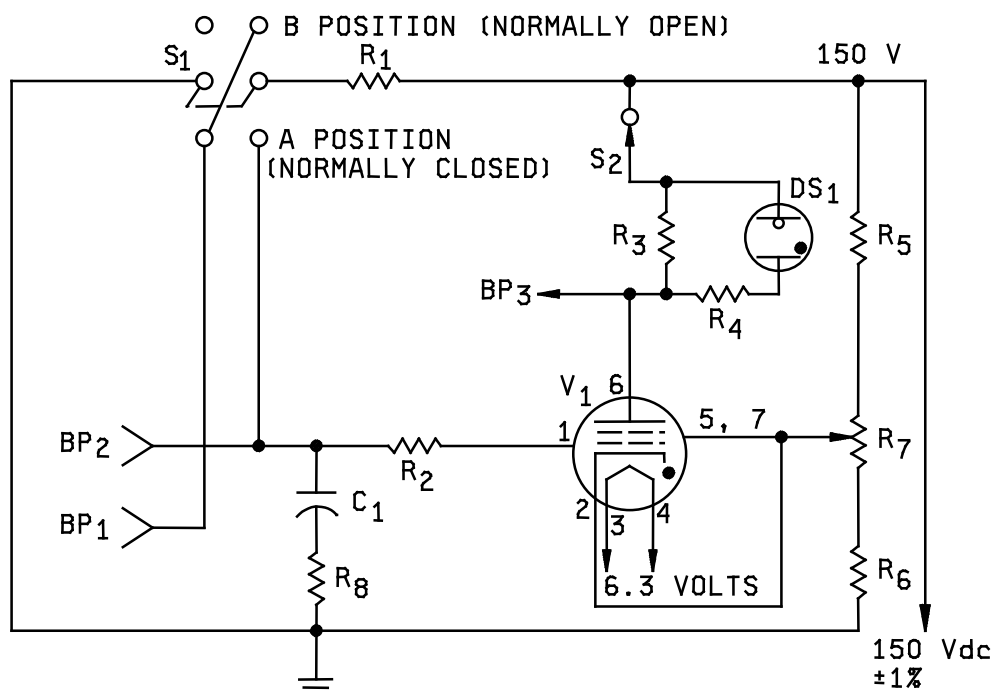 B POSITION (NORMALLY OPEN)
S1
R1
150 V
A POSITION
(NORMALLY CLOSED)
S2
DS1
R3
R5
BP3
R4
V1
6
5, 7
1
BP2
R2
R7
2
3
4
C1
BP1
R8
6.3 VOLTS
R6
150 Vdc
±1%